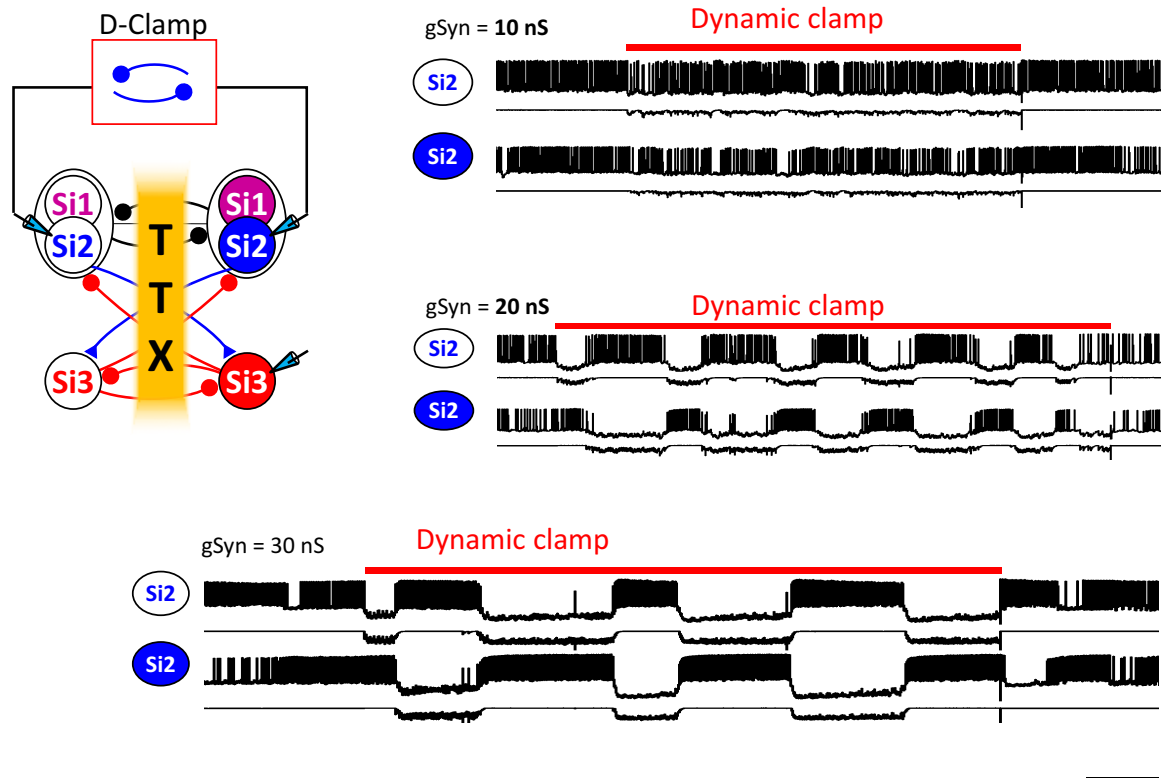 D-Clamp
Si1
Si2
Si3
T
T
X
Si1
Si2
Si3
gSyn = 10 nS
Dynamic clamp
Si2
Si2
gSyn = 20 nS
Dynamic clamp
Si2
Si2
gSyn = 30 nS
Dynamic clamp
Si2
Si2